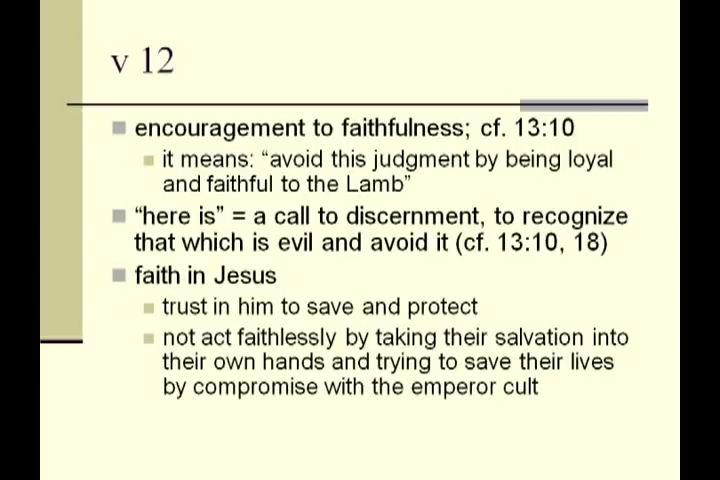 v 12
encouragement to faithfulness; cf. 13:10
it means: “avoid this judgment by being loyal
and faithful to the Lamb”
“here is” = a call to discernment, to recognize
that which is evil and avoid it (cf. 13:10, 18)
faith in Jesus
trust in him to save and protect
not act faithlessly by taking their salvation into
their own hands and trying to save their lives
by compromise with the emperor cult